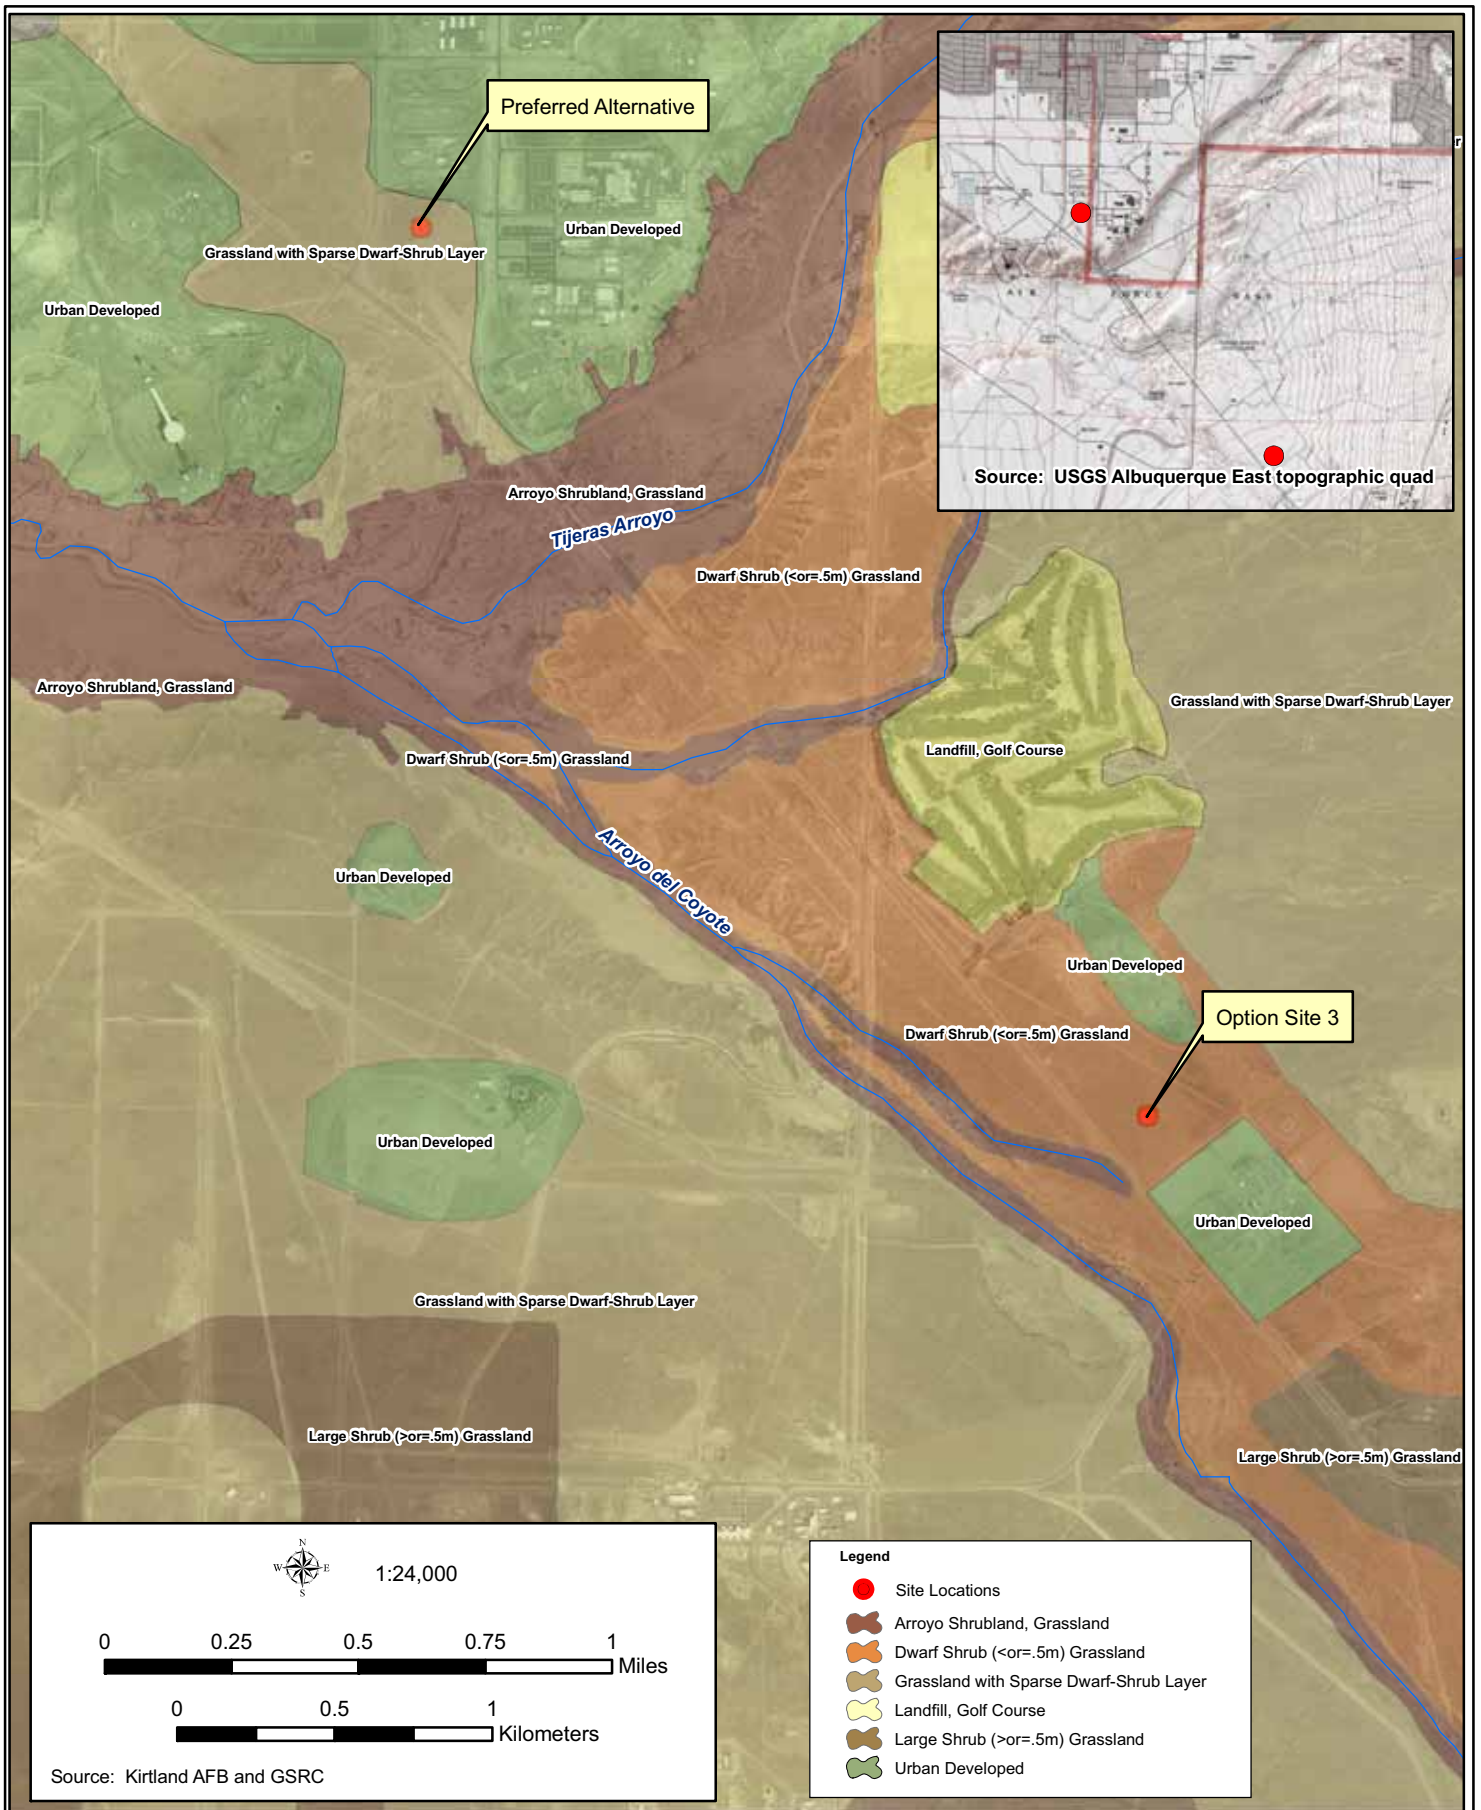 Preferred Alternative
Urban Developed
Grassland with Sparse Dwarf-Shrub Layer
Urban Developed
Source: USGS Albuquerque East topographic quad
Arroyo Shrubland, Grassland
Tijeras Arroyo
Dwarf Shrub (<or=.5m) Grassland
Arroyo Shrubland, Grassland
Grassland with Sparse Dwarf-Shrub Layer
Landfill, Golf Course
Dwarf Shrub (<or=.5m) Grassland
Arroyo del Coyote
Urban Developed
Urban Developed
Option Site 3
Dwarf Shrub (<or=.5m) Grassland
Urban Developed
Urban Developed
Grassland with Sparse Dwarf-Shrub Layer
Large Shrub (>or=.5m) Grassland
Large Shrub (>or=.5m) Grassland
N
W E
S
1:24,000
0 0.25 0.5 0.75 1
Miles
0 0.5 1
Kilometers
Source: Kirtland AFB and GSRC
Legend
Site Locations
Arroyo Shrubland, Grassland
Dwarf Shrub (<or=.5m) Grassland
Grassland with Sparse Dwarf-Shrub Layer
Landfill, Golf Course
Large Shrub (>or=.5m) Grassland
Urban Developed